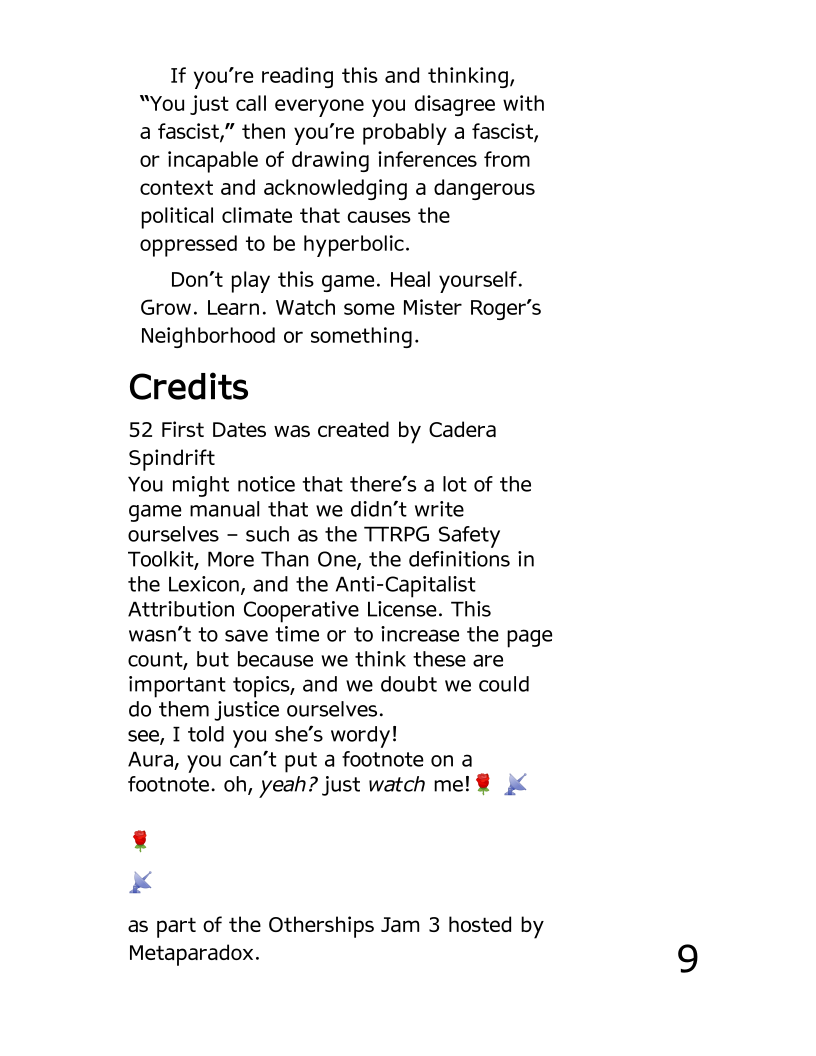 If you’re reading this and thinking,
“You just call everyone you disagree with
a fascist,” then you’re probably a fascist,
or incapable of drawing inferences from
context and acknowledging a dangerous
political climate that causes the
oppressed to be hyperbolic.
Don’t play this game. Heal yourself.
Grow. Learn. Watch some Mister Roger’s
Neighborhood or something.
Credits
52 First Dates was created by Cadera
Spindrift
You might notice that there’s a lot of the
game manual that we didn’t write
ourselves – such as the TTRPG Safety
Toolkit, More Than One, the definitions in
the Lexicon, and the Anti-Capitalist
Attribution Cooperative License. This
wasn’t to save time or to increase the page
count, but because we think these are
important topics, and we doubt we could
do them justice ourselves.
see, I told you she’s wordy!
Aura, you can’t put a footnote on a
footnote. oh, yeah? just watch me!🌹 📡
🌹
📡
as part of the Otherships Jam 3 hosted by
Metaparadox.
9